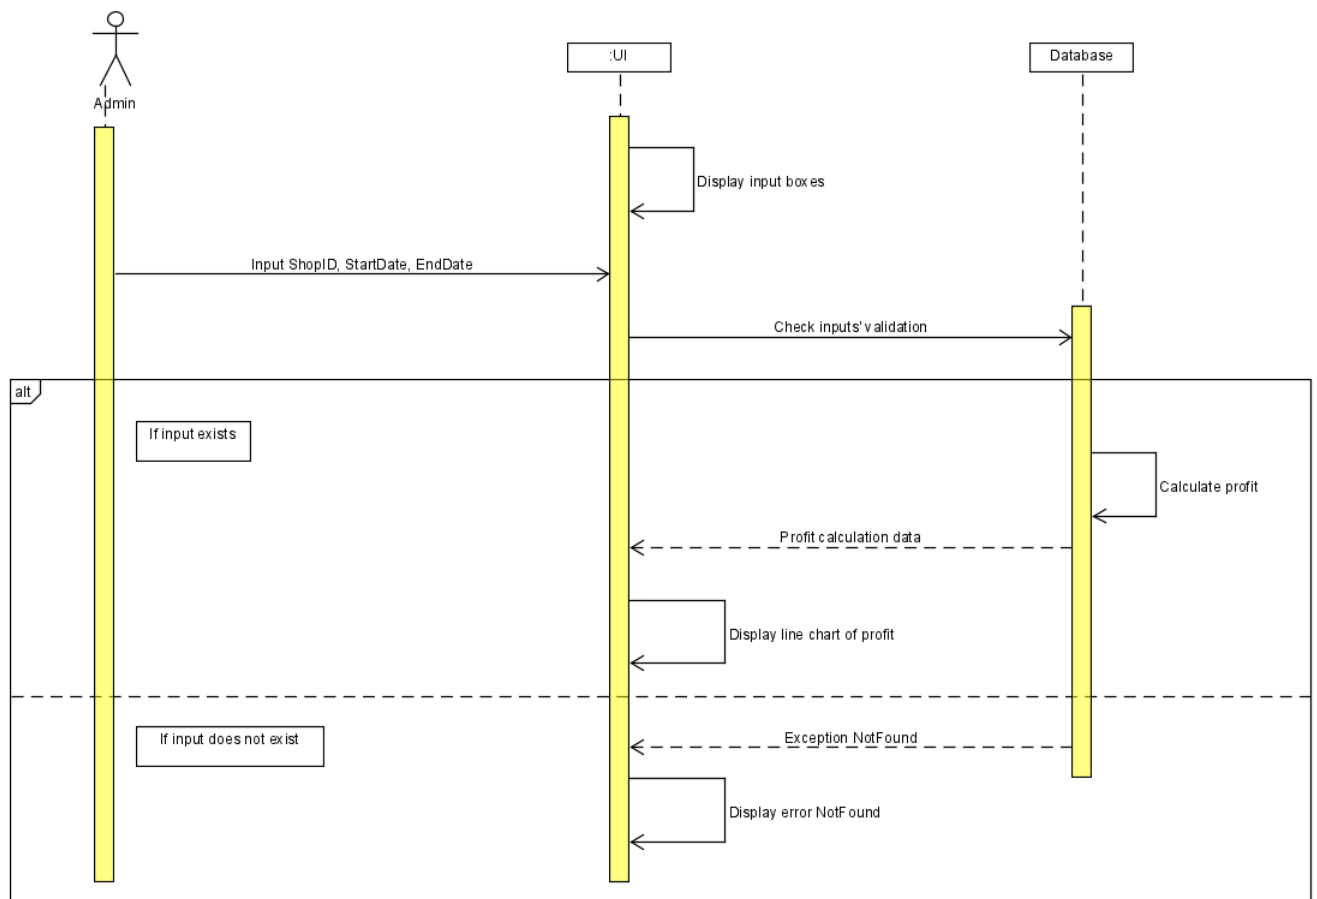 :UI
Database
Admin
Display input boxes
Input ShopID, StartDate, EndDate
Check inputs' validation
alt
If input exists
Calculate profit
Profit calculation data
Display line chart of profit
If input does not exist
Exception NotFound
Display error NotFound